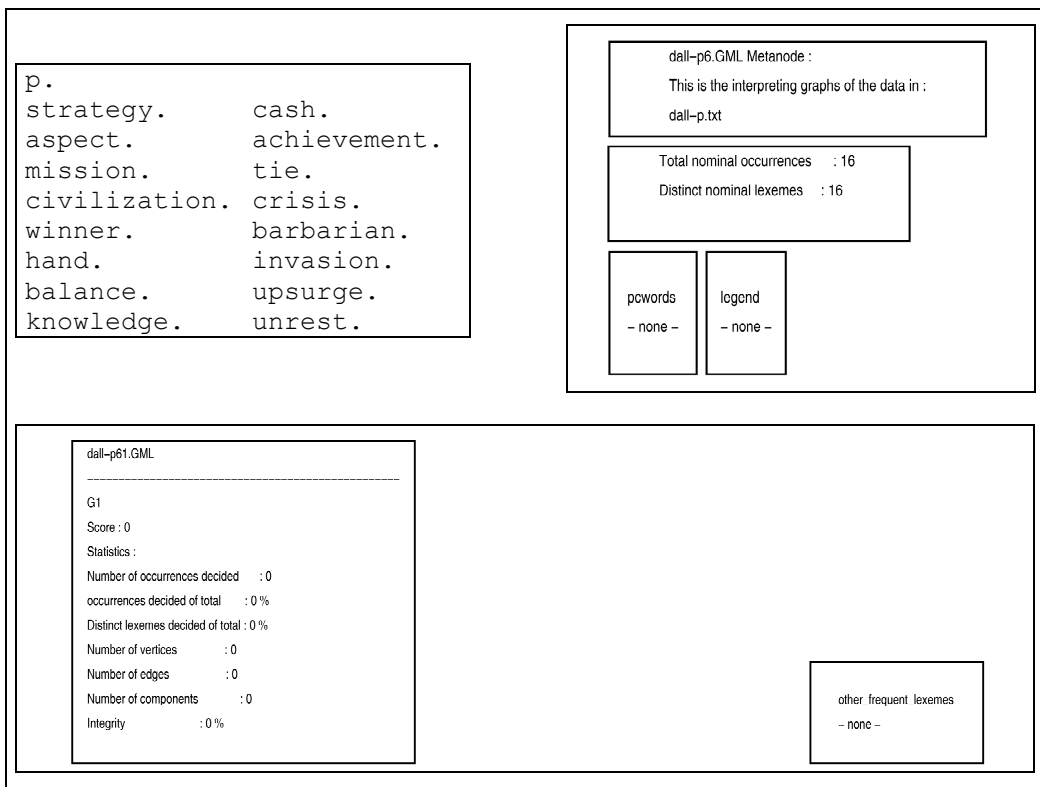 p.
strategy. cash.
aspect. achievement.
mission. tie.
civilization. crisis.
winner. barbarian.
hand. invasion.
balance. upsurge.
knowledge. unrest.
dall–p6.GML Metanode :
This is the interpreting graphs of the data in :
dall–p.txt
Total nominal occurrences : 16
Distinct nominal lexemes : 16
pcwords
– none –
legend
– none –
dall–p61.GML
--------------------------------------------------
G1
Score : 0
Statistics :
Number of occurrences decided : 0
occurrences decided of total : 0 %
Distinct lexemes decided of total : 0 %
Number of vertices : 0
Number of edges : 0
Number of components : 0
Integrity : 0 %
other frequent lexemes
– none –